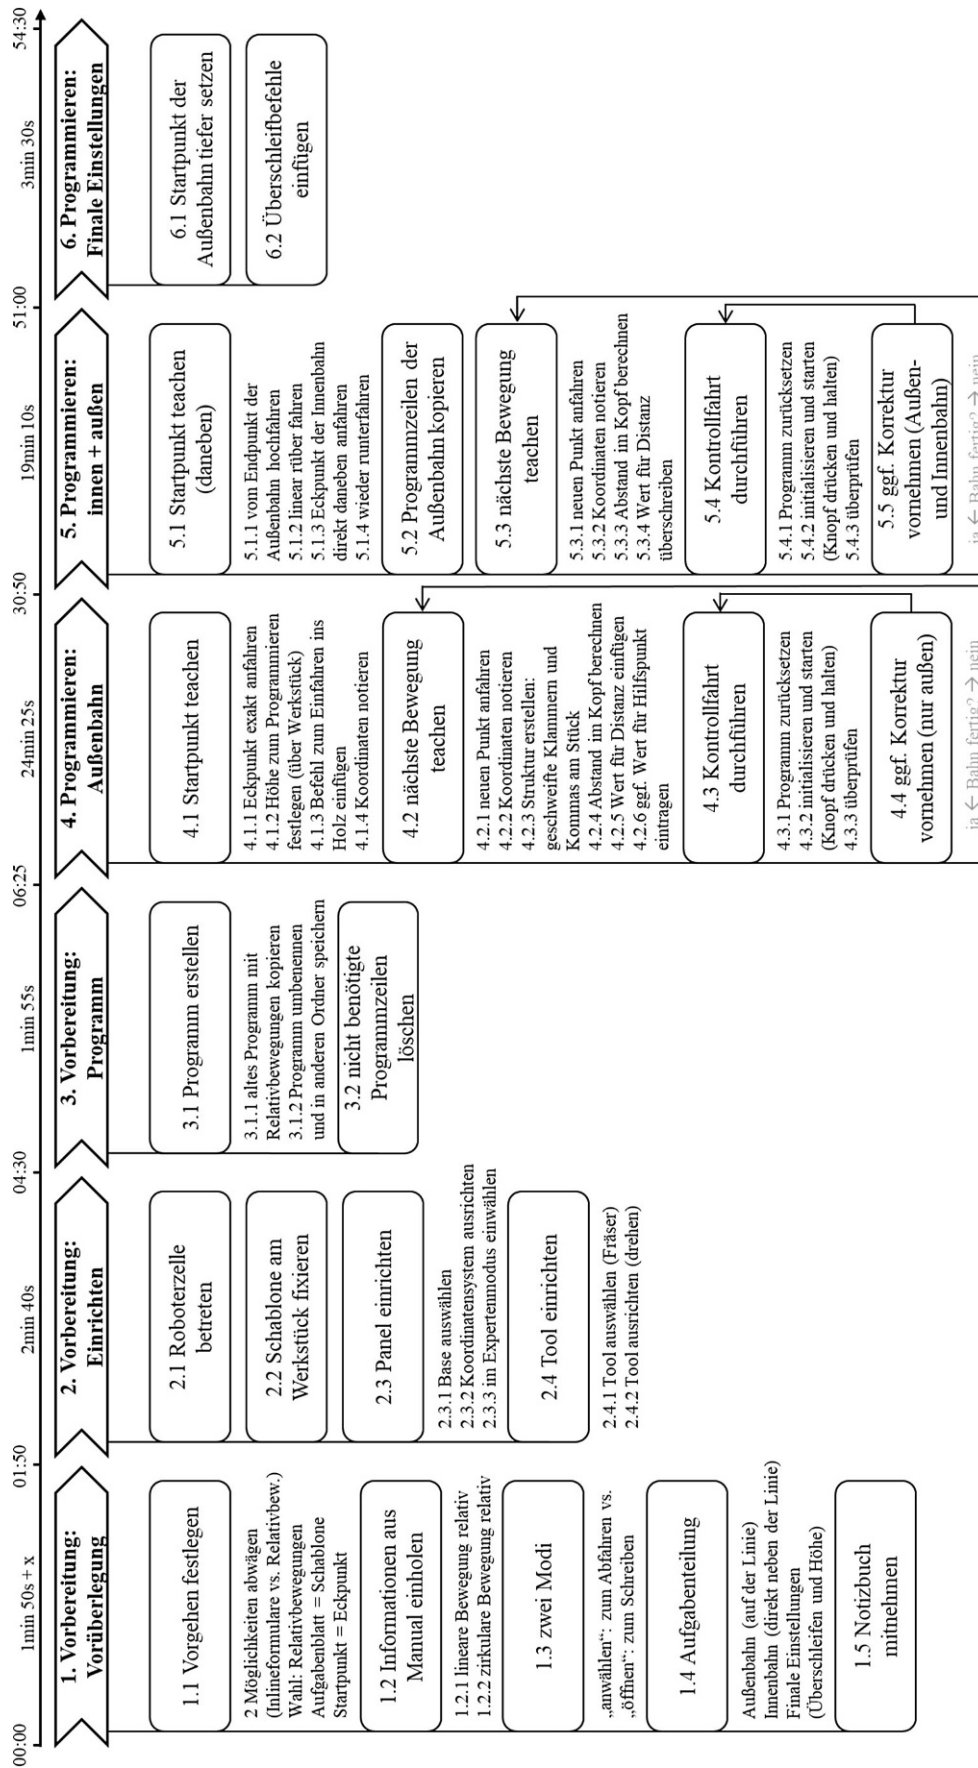 00:00
1min 50s + x
01:50
2min 40s
04:30
1min 55s
06:25
24min 25s
30:50
19min 10s
51:00
3min 30s
54:30
1. Vorbereitung:
Vorüberlegung
1.1 Vorgehen festlegen
2 Möglichkeiten abwägen
(Inlineformulare vs. Relativbew.)
Wahl: Relativbewegungen
Aufgabenblatt = Schablone
Startpunkt = Eckpunkt
1.2 Informationen aus
Manual einholen
1.2.1 lineare Bewegung relativ
1.2.2 zirkulare Bewegung relativ
1.3 zwei Modi
„anwählen“: zum Abfahren vs.
„öffnen“: zum Schreiben
1.4 Aufgabenteilung
Außenbahn (auf der Linie)
Innenbahn (direkt neben der Linie)
Finale Einstellungen
(Überschleifen und Höhe)
1.5 Notizbuch
mitnehmen
2. Vorbereitung:
Einrichten
2.1 Roboterzelle
betreten
2.2 Schablone am
Werkstück fixieren
2.3 Panel einrichten
2.3.1 Base auswählen
2.3.2 Koordinatensystem ausrichten
2.3.3 im Expertenmodus einwählen
2.4 Tool einrichten
2.4.1 Tool auswählen (Fräser)
2.4.2 Tool ausrichten (drehen)
3. Vorbereitung:
Programm
3.1 Programm erstellen
3.1.1 altes Programm mit
Relativbewegungen kopieren
3.1.2 Programm umbenennen
und in anderen Ordner speichern
3.2 nicht benötigte
Programmzeilen
löschen
4. Programmieren:
Außenbahn
4.1 Startpunkt teachen
4.1.1 Eckpunkt exakt anfahren
4.1.2 Höhe zum Programmieren
festlegen (über Werkstück)
4.1.3 Befehl zum Einfahren ins
Holz einfügen
4.1.4 Koordinaten notieren
4.2 nächste Bewegung
teachen
4.2.1 neuen Punkt anfahren
4.2.2 Koordinaten notieren
4.2.3 Struktur erstellen:
geschweifte Klammern und
Kommas am Stück
4.2.4 Abstand im Kopf berechnen
4.2.5 Wert für Distanz einfügen
4.2.6 ggf. Wert für Hilfspunkt
eintragen
4.3 Kontrollfahrt
durchführen
4.3.1 Programm zurücksetzen
4.3.2 initialisieren und starten
(Knopf drücken und halten)
4.3.3 überprüfen
4.4 ggf. Korrektur
vornehmen (nur außen)
ja ← Bahn fertig? → nein
5. Programmieren:
innen + außen
5.1 Startpunkt teachen
(daneben)
5.1.1 vom Endpunkt der
Außenbahn hochfahren
5.1.2 linear rüber fahren
5.1.3 Eckpunkt der Innenbahn
direkt daneben anfahren
5.1.4 wieder runterfahren
5.2 Programmzeilen der
Außenbahn kopieren
5.3 nächste Bewegung
teachen
5.3.1 neuen Punkt anfahren
5.3.2 Koordinaten notieren
5.3.3 Abstand im Kopf berechnen
5.3.4 Wert für Distanz
überschreiben
5.4 Kontrollfahrt
durchführen
5.4.1 Programm zurücksetzen
5.4.2 initialisieren und starten
(Knopf drücken und halten)
5.4.3 überprüfen
5.5 ggf. Korrektur
vornehmen (Außen-
und Innenbahn)
ja ← Bahn fertig? → nein
6. Programmieren:
Finale Einstellungen
6.1 Startpunkt der
Außenbahn tiefer setzen
6.2 Überschleifbefehle
einfügen